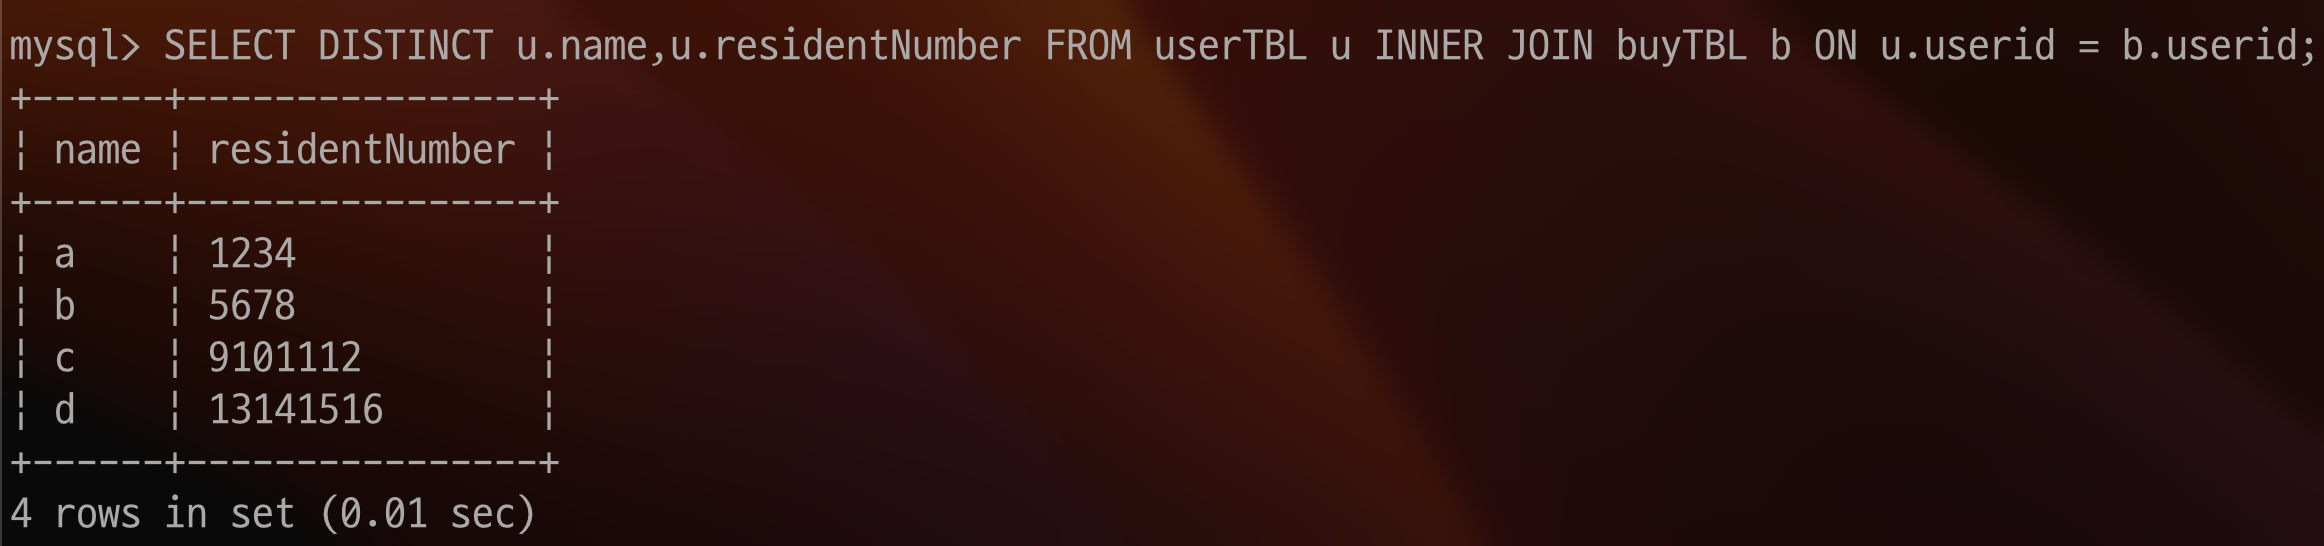 mysql> SELECT DISTINCT u.name,u.residentNumber FROM userTBL u INNER JOIN buyTBL b ON u.userid = b.userid;
+------+----------------+
| name | residentNumber |
+------+----------------+
| a    | 1234           |
| b    | 5678           |
| c    | 9101112        |
| d    | 13141516       |
+------+----------------+
4 rows in set (0.01 sec)